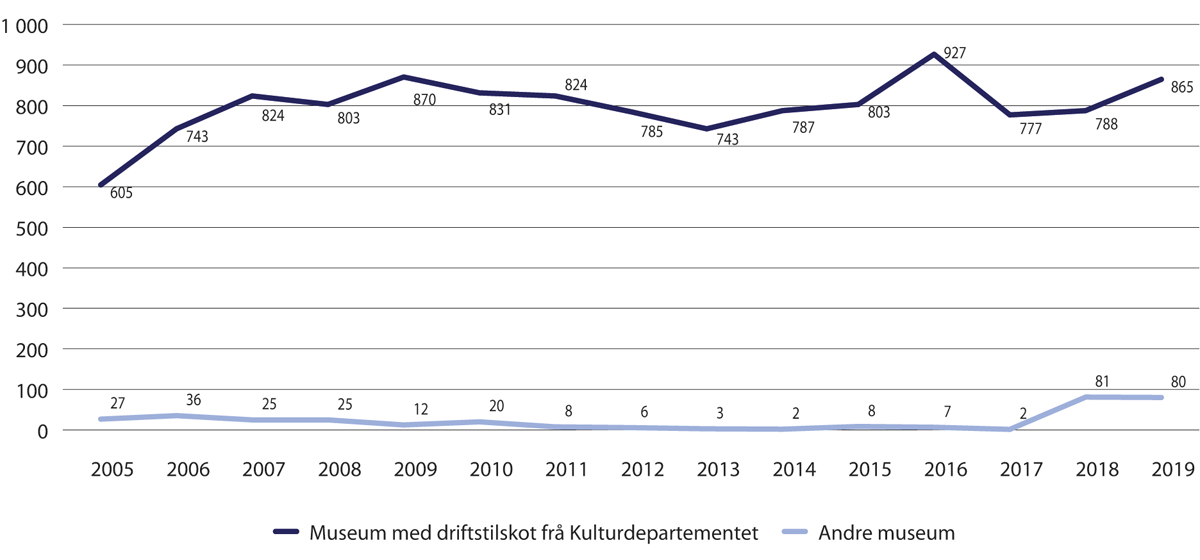 1 000
900
800
700
600
500
400
300
200
100
0
605 743 824 803 870 831 824 785 743 787 803 927 777 788 865
27 36 25 25 12 20 8 6 3 2 8 7 2 81 80
2005 2006 2007 2008 2009 2010 2011 2012 2013 2014 2015 2016 2017 2018 2019
Museum med driftstilskot frå Kulturdepartementet Andre museum